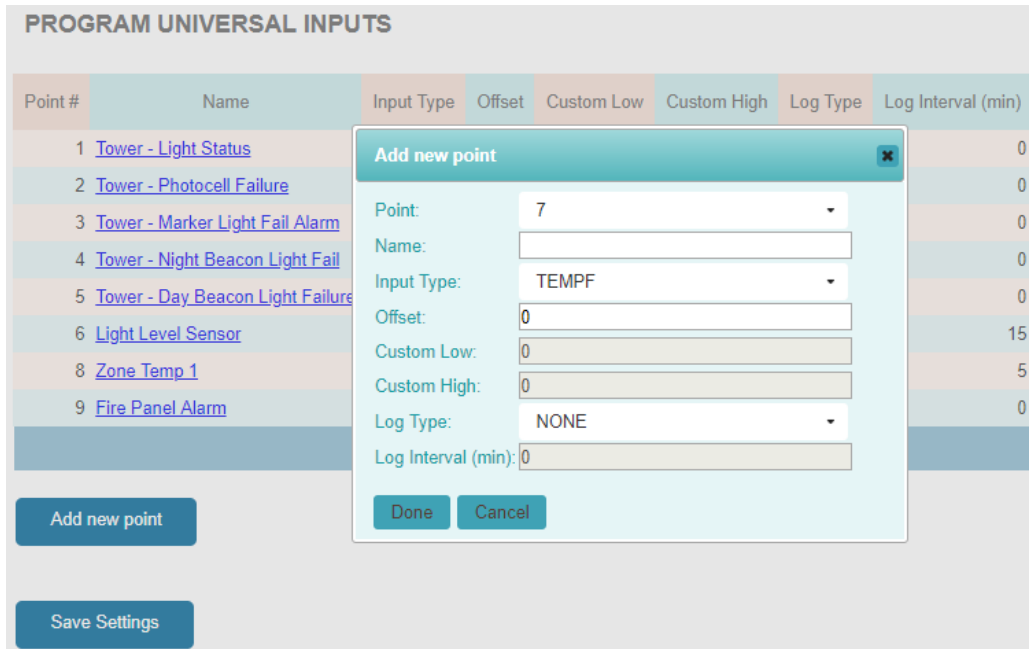 PROGRAM UNIVERSAL INPUTS
Point # Name Input Type Offset Custom Low Custom High Log Type Log Interval (min)
1 Tower - Light Status 0
2 Tower - Photocell Failure 0
3 Tower - Marker Light Fail Alarm 0
4 Tower - Night Beacon Light Fail 0
5 Tower - Day Beacon Light Failure 0
6 Light Level Sensor 15
8 Zone Temp 1 5
9 Fire Panel Alarm 0
Add new point
Point: 7
Name:
Input Type: TEMPF
Offset: 0
Custom Low: 0
Custom High: 0
Log Type: NONE
Log Interval (min): 0
Done Cancel
Add new point
Save Settings